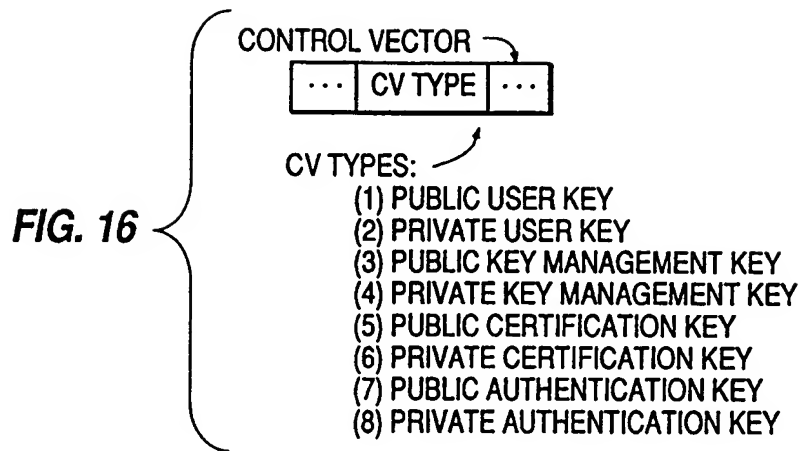 CONTROL VECTOR
... CV TYPE ...
CV TYPES:
(1) PUBLIC USER KEY
(2) PRIVATE USER KEY
(3) PUBLIC KEY MANAGEMENT KEY
(4) PRIVATE KEY MANAGEMENT KEY
(5) PUBLIC CERTIFICATION KEY
(6) PRIVATE CERTIFICATION KEY
(7) PUBLIC AUTHENTICATION KEY
(8) PRIVATE AUTHENTICATION KEY
FIG. 16